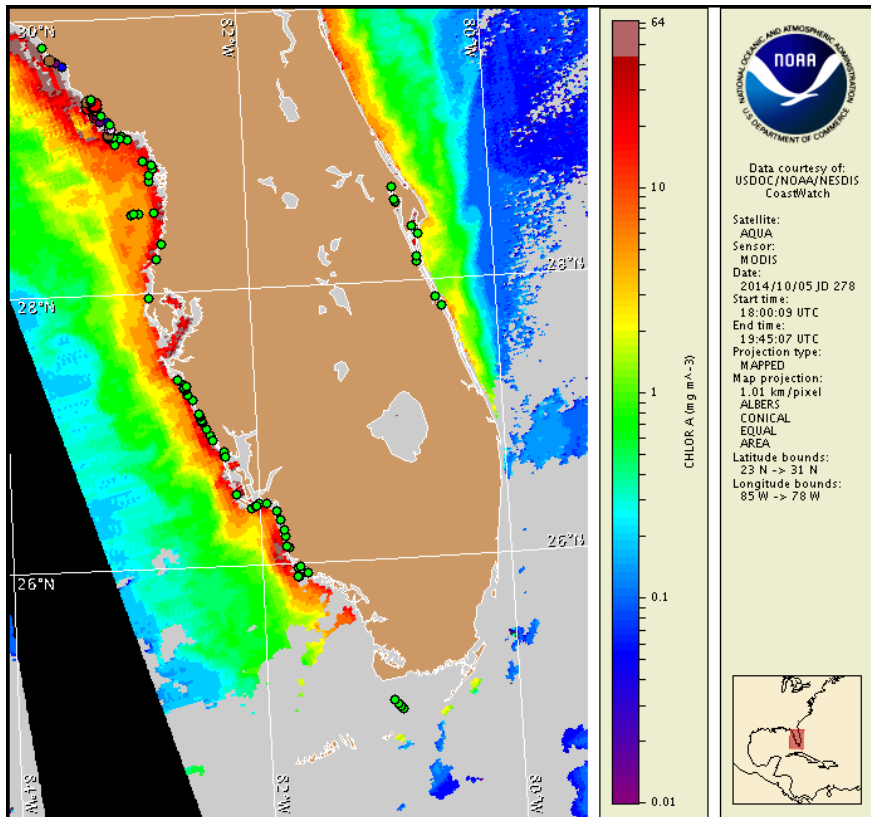 30°N
82°W
80°W
28°N
28°N
26°N
26°N
84°W
82°W
80°W
64
10
1
0.1
0.01
CHLOR A (mg m^-3)
NATIONAL OCEANIC AND ATMOSPHERIC ADMINISTRATION
NOAA
U.S. DEPARTMENT OF COMMERCE
Data courtesy of:
USDOC/NOAA/NESDIS
CoastWatch
Satellite:
AQUA
Sensor:
MODIS
Date:
2014/10/05 JD 278
Start time:
18:00:09 UTC
End time:
19:45:07 UTC
Projection type:
MAPPED
Map projection:
1.01 km/pixel
ALBERS
CONICAL
EQUAL
AREA
Latitude bounds:
23 N -> 31 N
Longitude bounds:
85 W -> 78 W